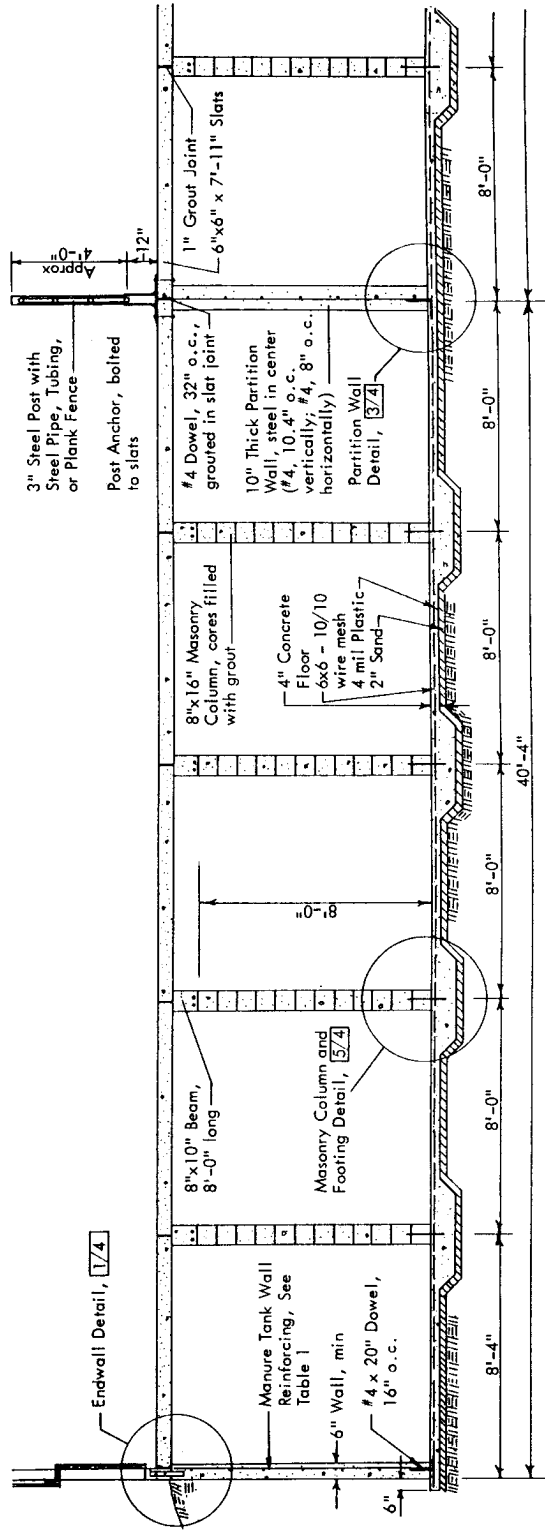 3" Steel Post with
Steel Pipe, Tubing,
or Plank Fence
Post Anchor, bolted
to slats
Approx
4'-0"
12"
Endwall Detail, 1/4
#4 Dowel, 32" o.c.,
grouted in slat joint
1" Grout Joint
6"x6" x 7'-11" Slats
8"x10" Beam,
8'-0" long
8'-0"
8"x16" Masonry
Column, cores filled
with grout
10" Thick Partition
Wall, steel in center
(#4, 10.4" o.c.
vertically; #4, 8" o.c.
horizontally)
Manure Tank Wall
Reinforcing, See
Table 1
6" Wall, min
#4 x 20" Dowel,
16" o.c.
Masonry Column and
Footing Detail, 5/4
4" Concrete
Floor
6x6 - 10/10
wire mesh
4 mil Plastic
2" Sand
Partition Wall
Detail, 3/4
6"
8'-4"
8'-0"
8'-0"
8'-0"
8'-0"
8'-0"
40'-4"